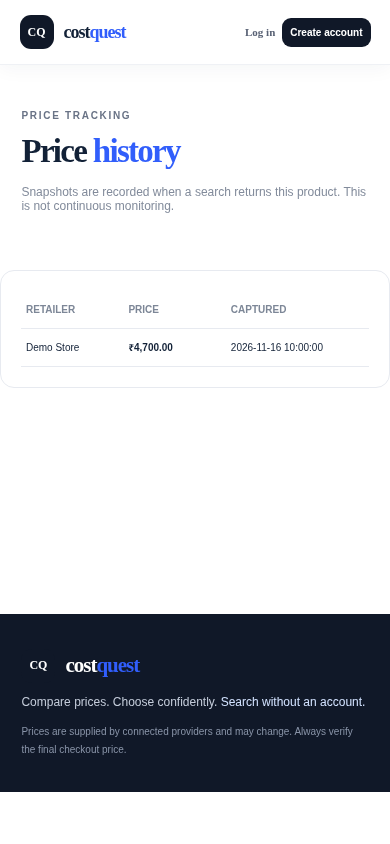 CQ costquest Log in Create account
PRICE TRACKING
Price history
Snapshots are recorded when a search returns this product. This
is not continuous monitoring.
RETAILER PRICE CAPTURED
Demo Store ₹4,700.00 2026-11-16 10:00:00
CQ costquest
Compare prices. Choose confidently. Search without an account.
Prices are supplied by connected providers and may change. Always verify
the final checkout price.